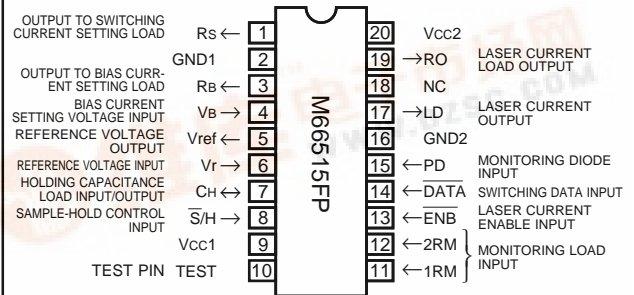 OUTPUT TO SWITCHING
CURRENT SETTING LOAD
RS ← 1
GND1 2
OUTPUT TO BIAS CURR-
ENT SETTING LOAD
RB ← 3
BIAS CURRENT
SETTING VOLTAGE INPUT
VB → 4
REFERENCE VOLTAGE
OUTPUT
Vref ← 5
REFERENCE VOLTAGE INPUT
Vr → 6
HOLDING CAPACITANCE
LOAD INPUT/OUTPUT
CH ↔ 7
SAMPLE-HOLD CONTROL
INPUT
S̅/H → 8
VCC1 9
TEST PIN TEST 10
M66515FP
20 VCC2
19 → RO
LASER CURRENT
LOAD OUTPUT
18 NC
17 → LD
LASER CURRENT
OUTPUT
16 GND2
15 ← PD
MONITORING DIODE
INPUT
14 ← D̅A̅T̅A̅ SWITCHING DATA INPUT
13 ← E̅N̅B̅
LASER CURRENT
ENABLE INPUT
12 ← 2RM
11 ← 1RM
MONITORING LOAD
INPUT